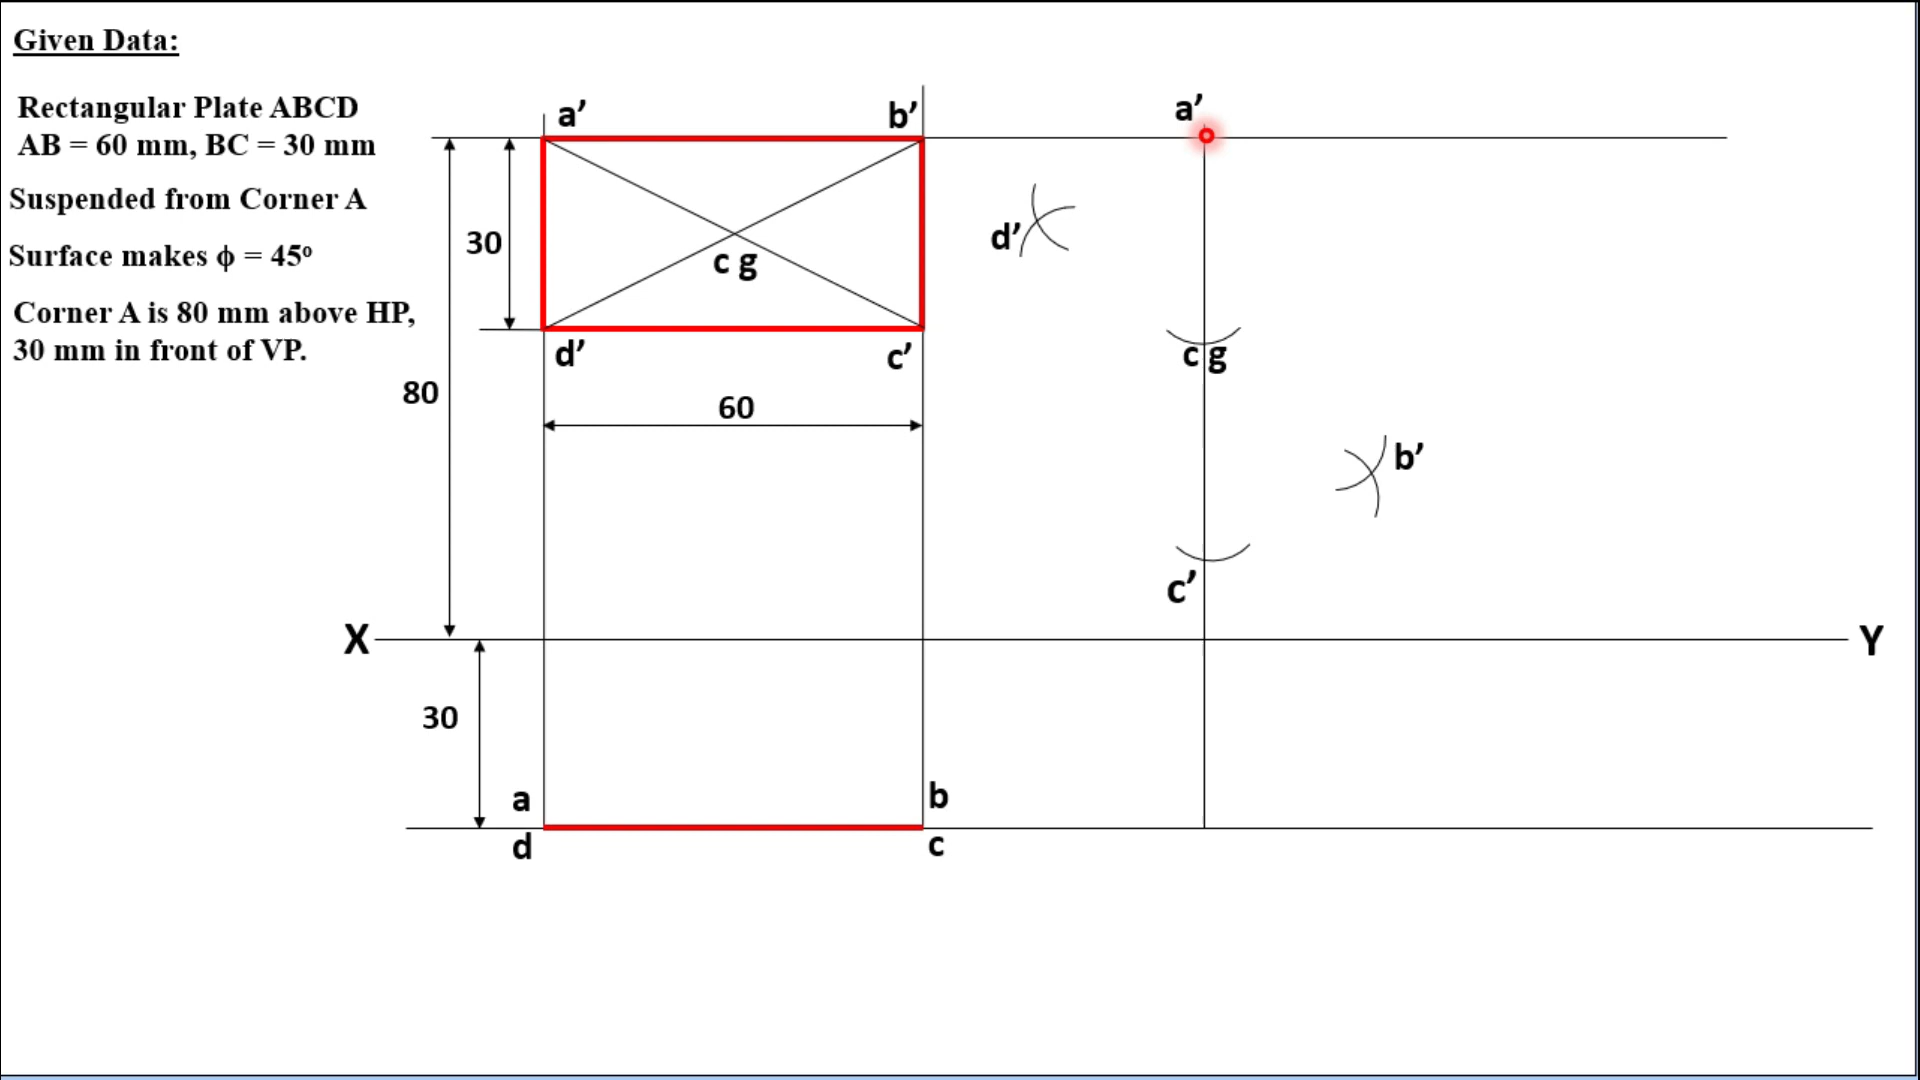 Given Data:
Rectangular Plate ABCD
AB = 60 mm, BC = 30 mm
Suspended from Corner A
Surface makes ϕ = 45º
Corner A is 80 mm above HP,
30 mm in front of VP.
a’
b’
a’
30
c g
d’
d’
c’
c g
80
60
b’
c’
X
Y
30
a
b
d
c